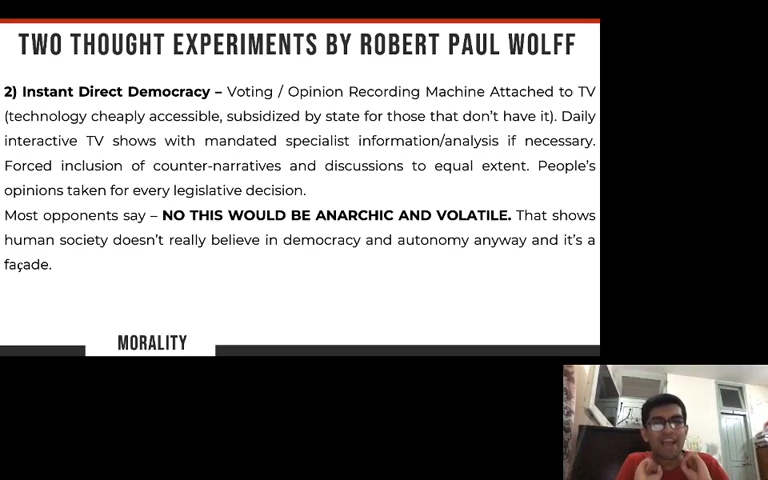 TWO THOUGHT EXPERIMENTS BY ROBERT PAUL WOLFF
2) Instant Direct Democracy – Voting / Opinion Recording Machine Attached to TV
(technology cheaply accessible, subsidized by state for those that don't have it). Daily
interactive TV shows with mandated specialist information/analysis if necessary.
Forced inclusion of counter-narratives and discussions to equal extent. People's
opinions taken for every legislative decision.
Most opponents say – NO THIS WOULD BE ANARCHIC AND VOLATILE. That shows
human society doesn't really believe in democracy and autonomy anyway and it's a
façade.
MORALITY